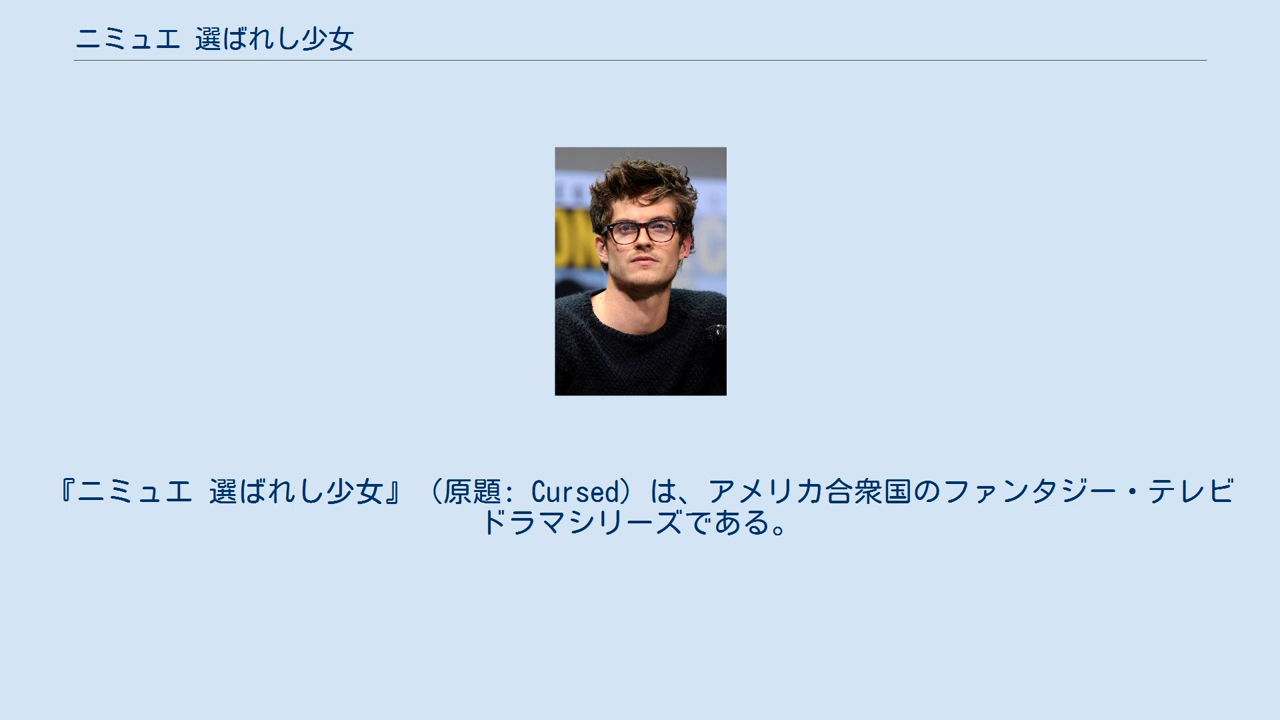 ニミュエ 選ばれし少女
『ニミュエ 選ばれし少女』（原題: Cursed）は、アメリカ合衆国のファンタジー・テレビ
ドラマシリーズである。